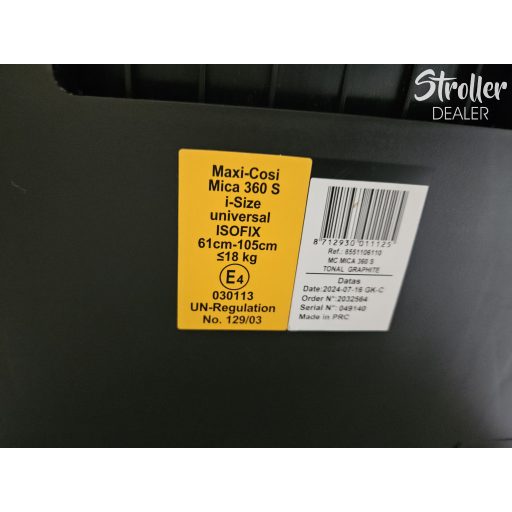 Stroller
DEALER
Maxi-Cosi
Mica 360 S
i-Size
universal
ISOFIX
61cm-105cm
≤18 kg
E4
030113
UN-Regulation
No. 129/03
8 712930 011125
Ref.: 8551106110
MC MICA 360 S
TONAL GRAPHITE
Datas
Date:2024-07-16 GK-C
Order N°:2032564
Serial N°: 049140
Made in PRC